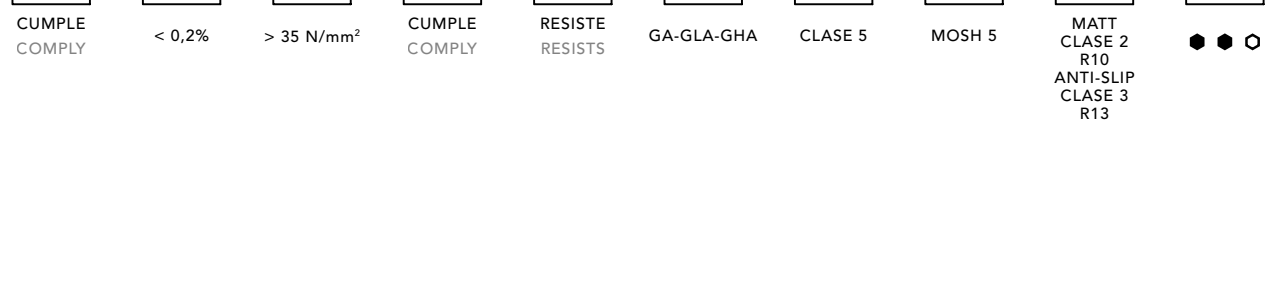 CUMPLE
COMPLY
< 0,2%
> 35 N/mm²
CUMPLE
COMPLY
RESISTE
RESISTS
GA-GLA-GHA
CLASE 5
MOSH 5
MATT
CLASE 2
R10
ANTI-SLIP
CLASE 3
R13